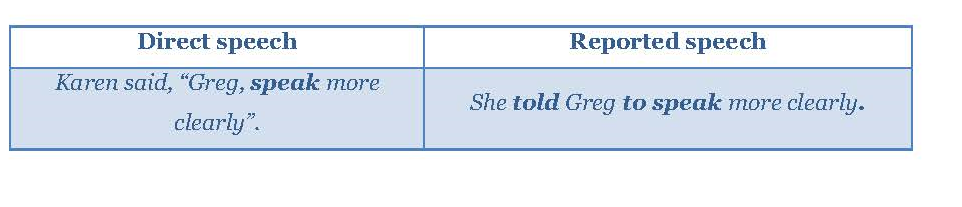 Direct speech
Reported speech
Karen said, “Greg, speak more
clearly”.
She told Greg to speak more clearly.